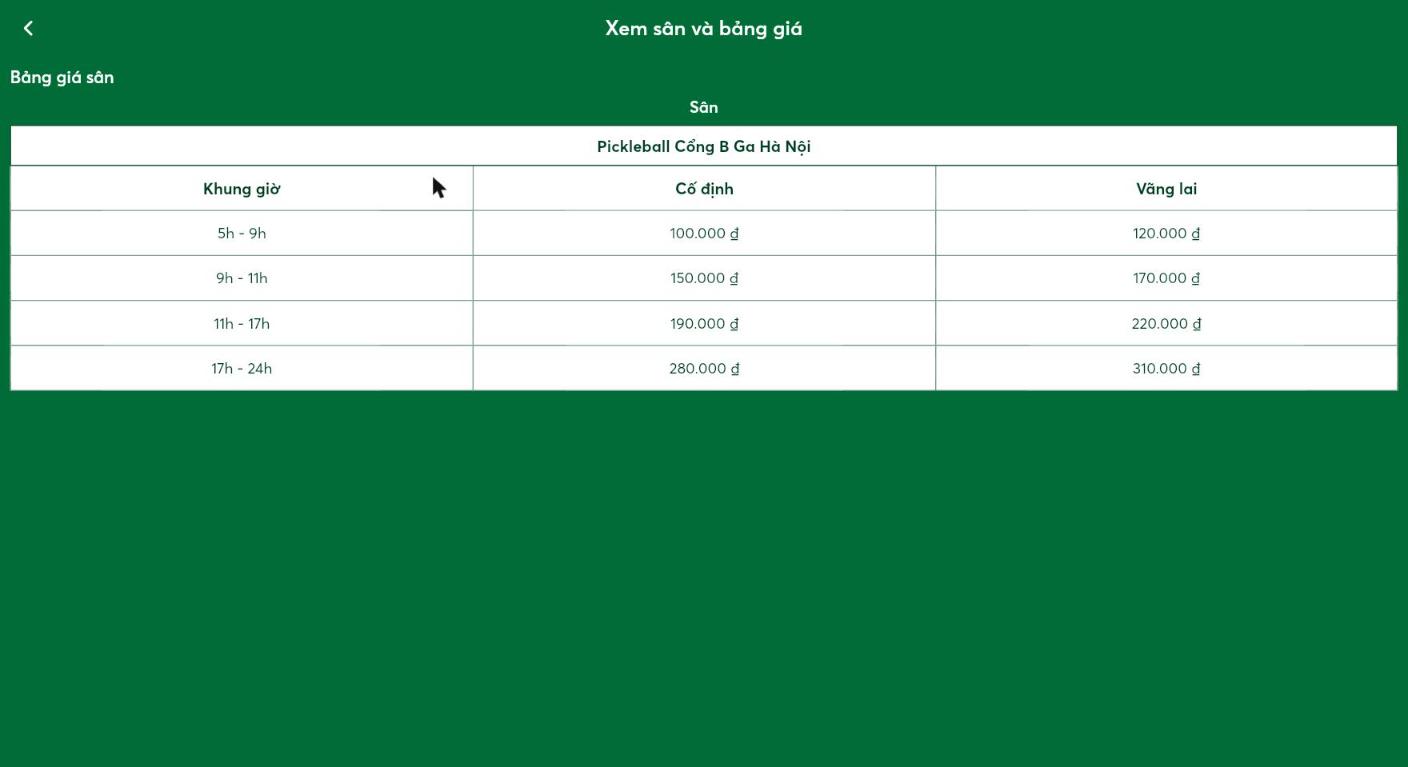 Xem sân và bảng giá
Bảng giá sân
Sân
Pickleball Cổng B Ga Hà Nội
Khung giờ Cố định Vãng lai
5h - 9h 100.000 ₫ 120.000 ₫
9h - 11h 150.000 ₫ 170.000 ₫
11h - 17h 190.000 ₫ 220.000 ₫
17h - 24h 280.000 ₫ 310.000 ₫